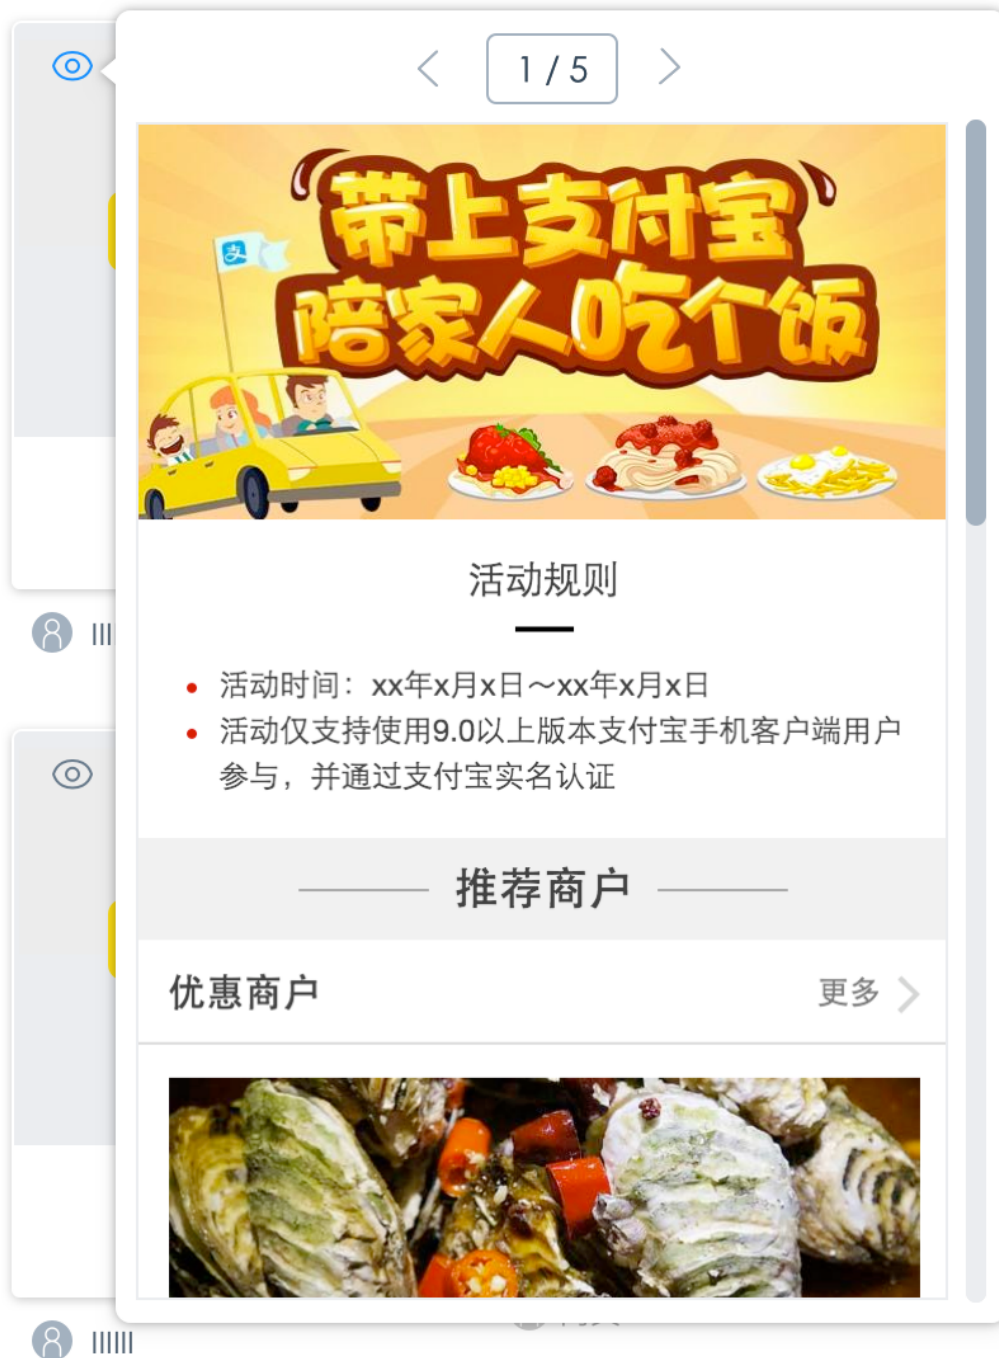 1 / 5
带上支付宝
支
陪家人吃个饭
活动规则
活动时间：xx年x月x日～xx年x月x日
活动仅支持使用9.0以上版本支付宝手机客户端用户
参与，并通过支付宝实名认证
推荐商户
优惠商户
更多